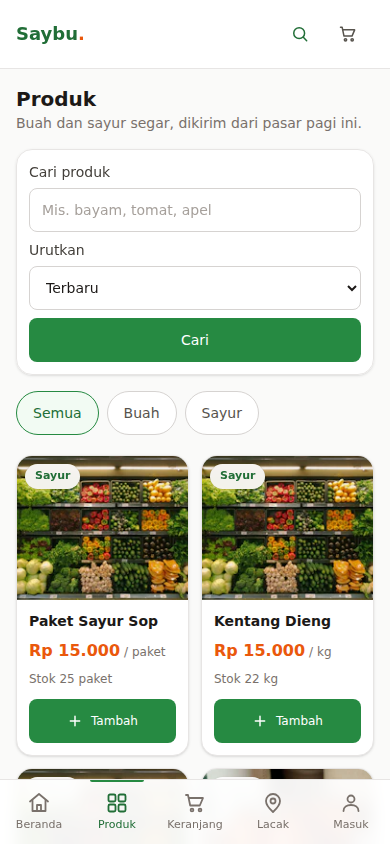 Saybu.
Produk
Buah dan sayur segar, dikirim dari pasar pagi ini.
Cari produk
Mis. bayam, tomat, apel
Urutkan
Terbaru
Cari
Semua
Buah
Sayur
Sayur
Sayur
Paket Sayur Sop
Kentang Dieng
Rp 15.000 / paket
Rp 15.000 / kg
Stok 25 paket
Stok 22 kg
+ Tambah
+ Tambah
Beranda
Produk
Keranjang
Lacak
Masuk